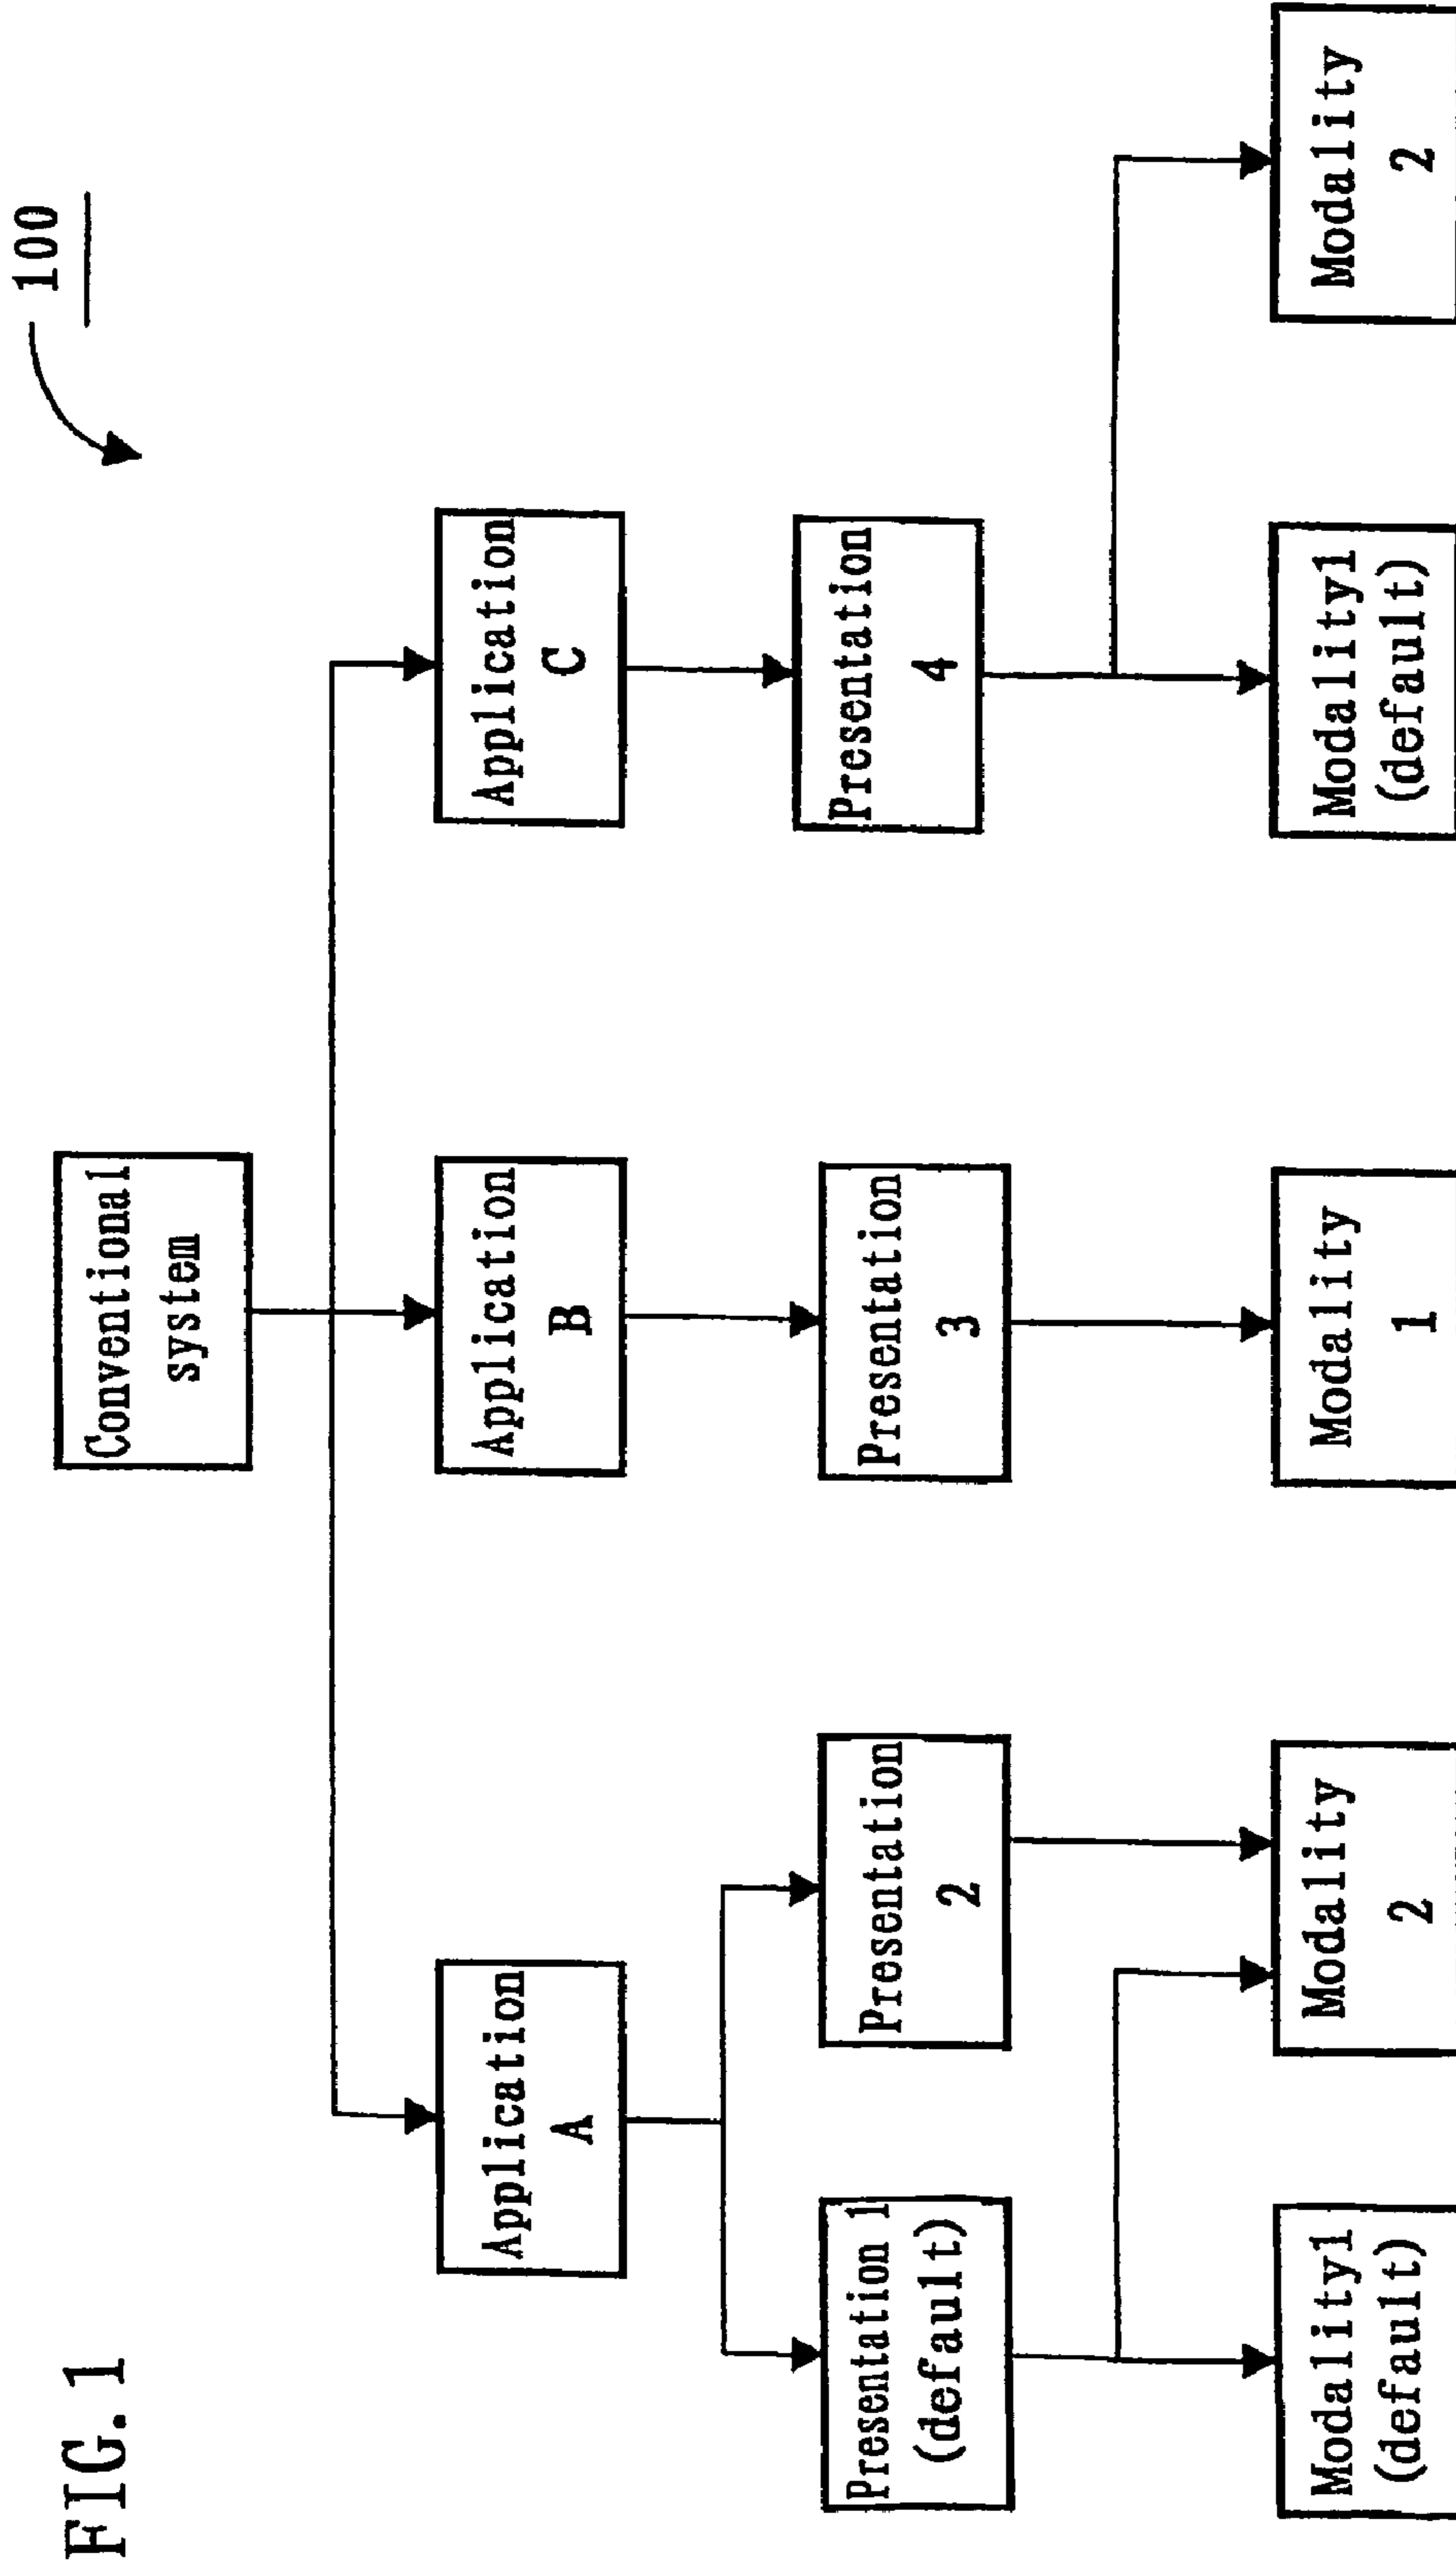 FIG. 1
100
Conventional
system
Application
A
Application
B
Application
C
Presentation 1
(default)
Presentation
2
Presentation
3
Presentation
4
Modality1
(default)
Modality
2
Modality
1
Modality1
(default)
Modality
2